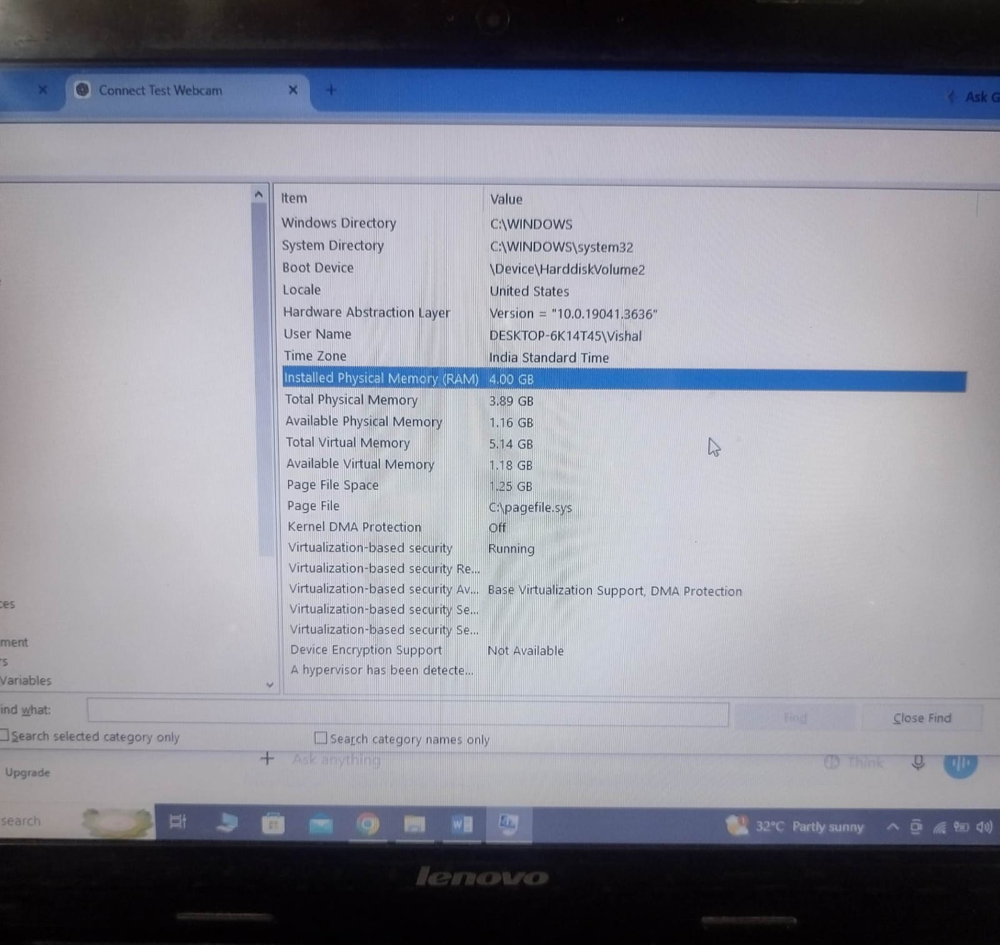 Connect Test Webcam
Ask G
Item Value
Windows Directory C:\WINDOWS
System Directory C:\WINDOWS\system32
Boot Device \Device\HarddiskVolume2
Locale United States
Hardware Abstraction Layer Version = "10.0.19041.3636"
User Name DESKTOP-6K14T45\Vishal
Time Zone India Standard Time
Installed Physical Memory (RAM) 4.00 GB
Total Physical Memory 3.89 GB
Available Physical Memory 1.16 GB
Total Virtual Memory 5.14 GB
Available Virtual Memory 1.18 GB
Page File Space 1.25 GB
Page File C:\pagefile.sys
Kernel DMA Protection Off
Virtualization-based security Running
Virtualization-based security Re...
Virtualization-based security Av... Base Virtualization Support, DMA Protection
Virtualization-based security Se...
Virtualization-based security Se...
Device Encryption Support Not Available
A hypervisor has been detecte...
ces
ment
rs
Variables
ind what: Find Close Find
Search selected category only Search category names only
Ask anything Think
Upgrade
search 32°C Partly sunny
lenovo